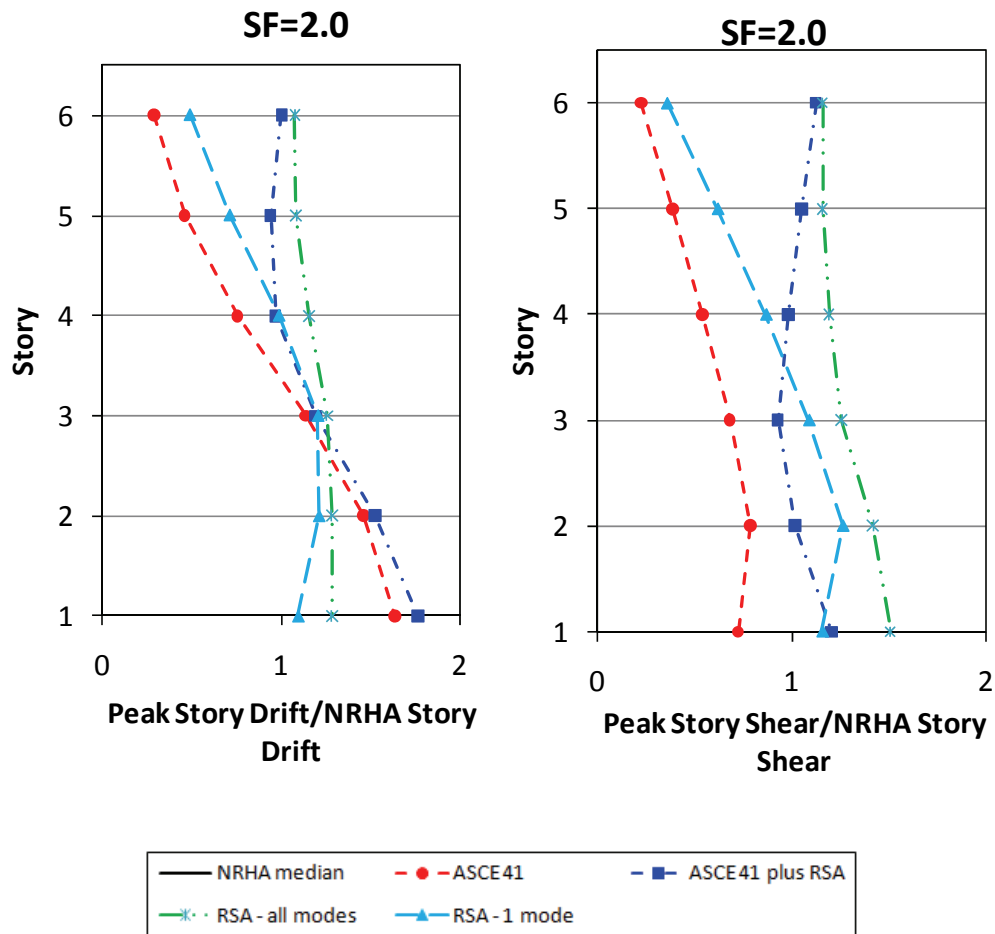 SF=2.0
6
5
4
3
2
1
Story
0 1 2
Peak Story Drift/NRHA Story
Drift
SF=2.0
6
5
4
3
2
1
Story
0 1 2
Peak Story Shear/NRHA Story
Shear
NRHA median ASCE41 ASCE41 plus RSA
RSA - all modes RSA - 1 mode